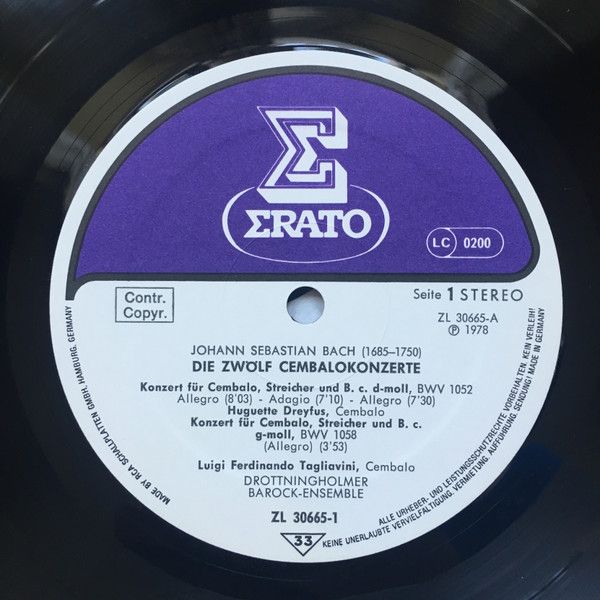 Σ
ΣRATO
LC 0200
Contr.
Copyr.
Seite 1 STEREO
ZL 30665-A
℗ 1978
JOHANN SEBASTIAN BACH (1685–1750)
DIE ZWÖLF CEMBALOKONZERTE
Konzert für Cembalo, Streicher und B. c. d-moll, BWV 1052
Allegro (8'03) - Adagio (7'10) - Allegro (7'30)
Huguette Dreyfus, Cembalo
Konzert für Cembalo, Streicher und B. c.
g-moll, BWV 1058
(Allegro) (3'53)
Luigi Ferdinando Tagliavini, Cembalo
DROTTNINGHOLMER
BAROCK-ENSEMBLE
ZL 30665-1
33
MADE BY RCA SCHALLPLATTEN GMBH, HAMBURG, GERMANY
ALLE URHEBER- UND LEISTUNGSSCHUTZRECHTE VORBEHALTEN. KEIN VERLEIH!
KEINE UNERLAUBTE VERVIELFÄLTIGUNG, VERMIETUNG, AUFFÜHRUNG, SENDUNG! MADE IN GERMANY